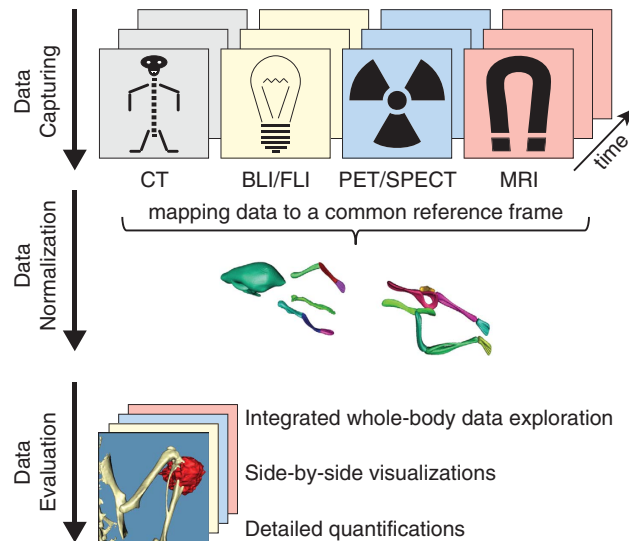 Data
Capturing
CT
BLI/FLI
PET/SPECT
MRI
time
mapping data to a common reference frame
Data
Normalization
Data
Evaluation
Integrated whole-body data exploration
Side-by-side visualizations
Detailed quantifications